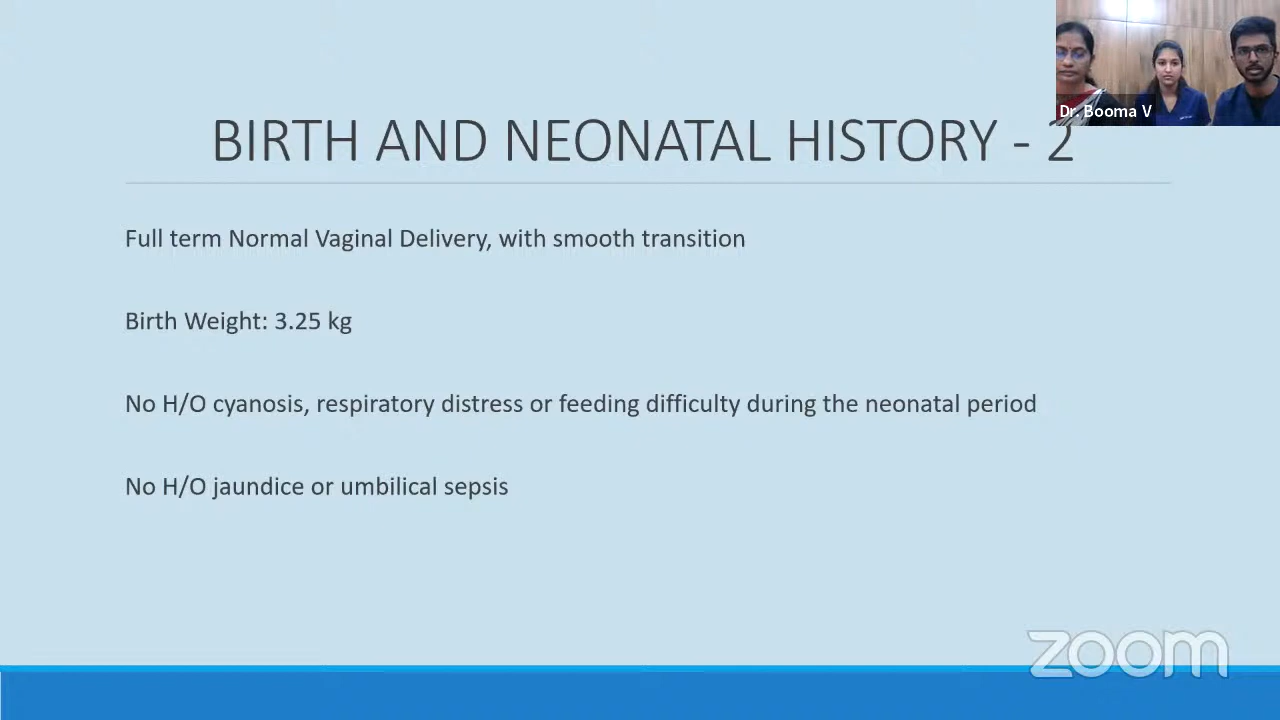 Dr. Booma V
BIRTH AND NEONATAL HISTORY - 2
Full term Normal Vaginal Delivery, with smooth transition
Birth Weight: 3.25 kg
No H/O cyanosis, respiratory distress or feeding difficulty during the neonatal period
No H/O jaundice or umbilical sepsis
zoom